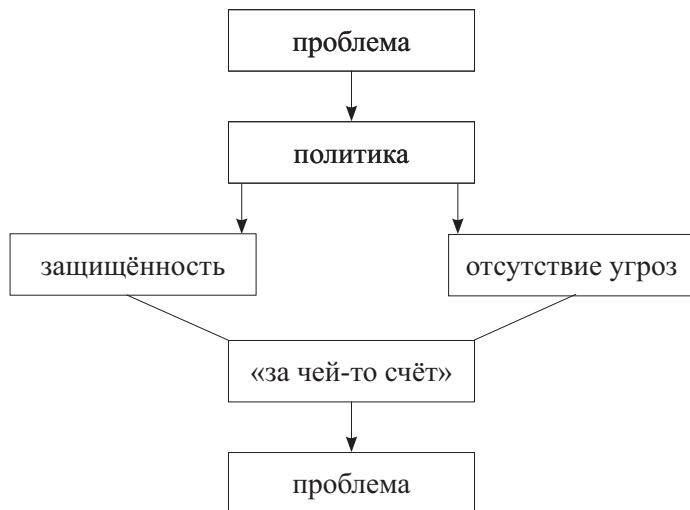 проблема
политика
защищённость
отсутствие угроз
«за чей-то счёт»
проблема